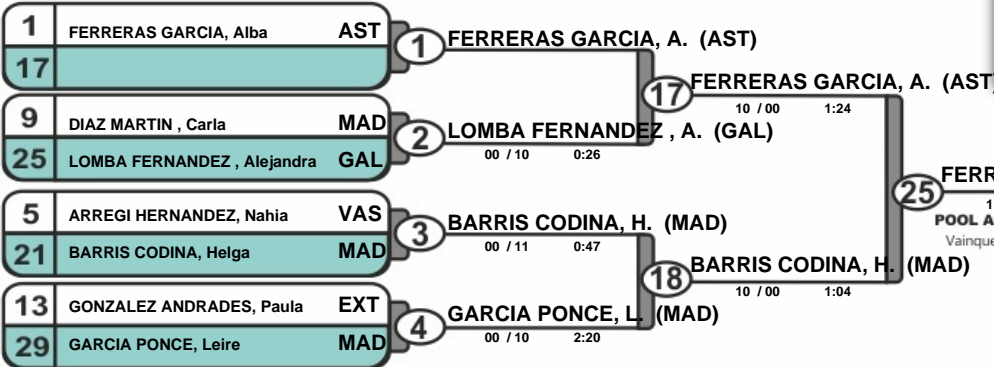 1 FERRERAS GARCIA, Alba AST
17
1 FERRERAS GARCIA, A. (AST)
9 DIAZ MARTIN , Carla MAD
25 LOMBA FERNANDEZ , Alejandra GAL
2 LOMBA FERNANDEZ , A. (GAL)
00 / 10 0:26
17 FERRERAS GARCIA, A. (AST)
10 / 00 1:24
5 ARREGI HERNANDEZ, Nahia VAS
21 BARRIS CODINA, Helga MAD
3 BARRIS CODINA, H. (MAD)
00 / 11 0:47
13 GONZALEZ ANDRADES, Paula EXT
29 GARCIA PONCE, Leire MAD
4 GARCIA PONCE, L. (MAD)
00 / 10 2:20
18 BARRIS CODINA, H. (MAD)
10 / 00 1:04
25 FERR
1
POOL A
Vainque